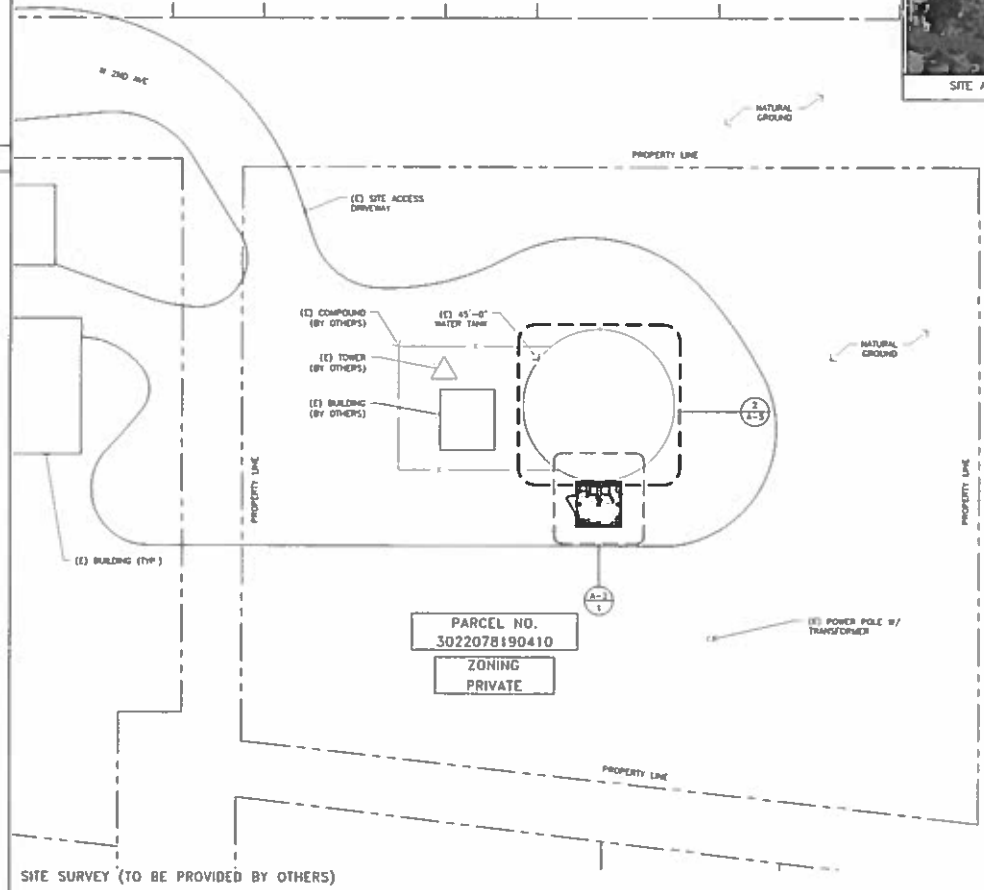 SITE A
W 2ND AVE
NATURAL
GROUND
PROPERTY LINE
(E) SITE ACCESS
DRIVEWAY
(E) COMPOUND
(BY OTHERS)
(E) 45'-0"
WATER TANK
(E) TOWER
(BY OTHERS)
NATURAL
GROUND
(E) BUILDING
(BY OTHERS)
2
A-3
PROPERTY LINE
PROPERTY LINE
(E) BUILDING (TYP)
1
PARCEL NO.
3022078190410
(E) POWER POLE W/
TRANSFORMER
ZONING
PRIVATE
PROPERTY LINE
SITE SURVEY (TO BE PROVIDED BY OTHERS)